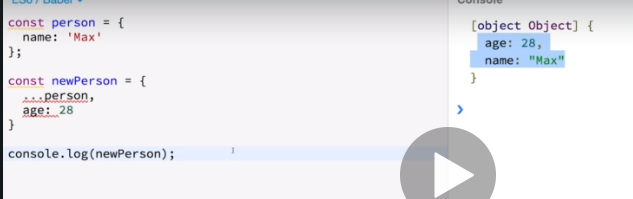 ES6 / Babel
Console
const person = {
name: 'Max'
};
const newPerson = {
...person,
age: 28
}
console.log(newPerson);
[object Object] {
age: 28,
name: "Max"
}